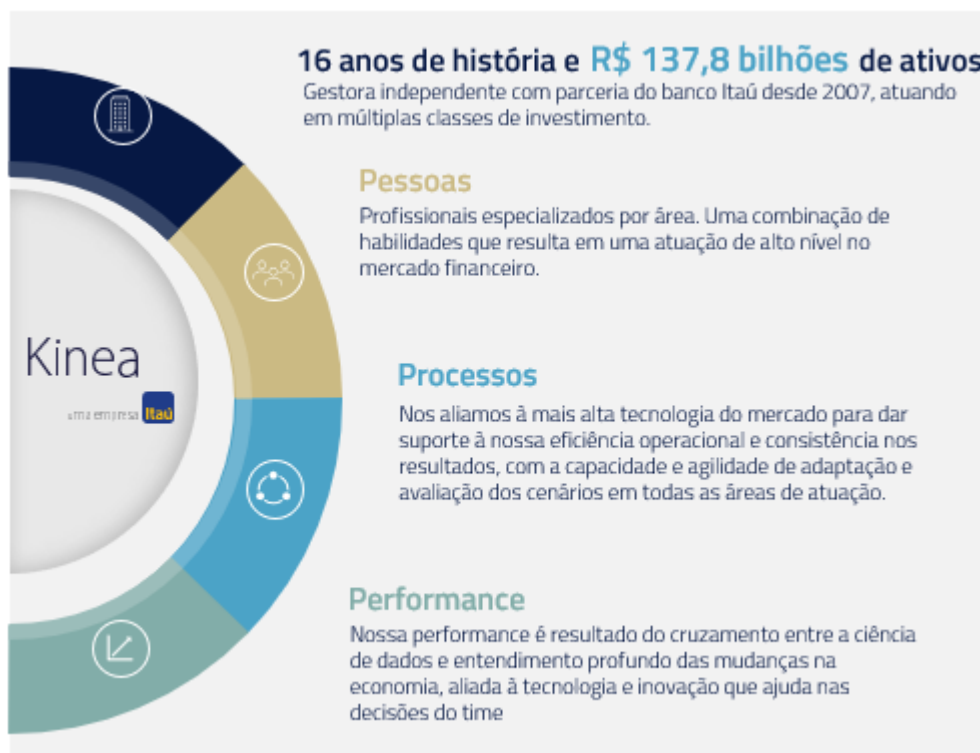 16 anos de história e R$ 137,8 bilhões de ativos
Gestora independente com parceria do banco Itaú desde 2007, atuando
em múltiplas classes de investimento.
Pessoas
Profissionais especializados por área. Uma combinação de
habilidades que resulta em uma atuação de alto nível no
mercado financeiro.
Kinea
uma empresa Itaú
Processos
Nos aliamos à mais alta tecnologia do mercado para dar
suporte à nossa eficiência operacional e consistência nos
resultados, com a capacidade e agilidade de adaptação e
avaliação dos cenários em todas as áreas de atuação.
Performance
Nossa performance é resultado do cruzamento entre a ciência
de dados e entendimento profundo das mudanças na
economia, aliada à tecnologia e inovação que ajuda nas
decisões do time